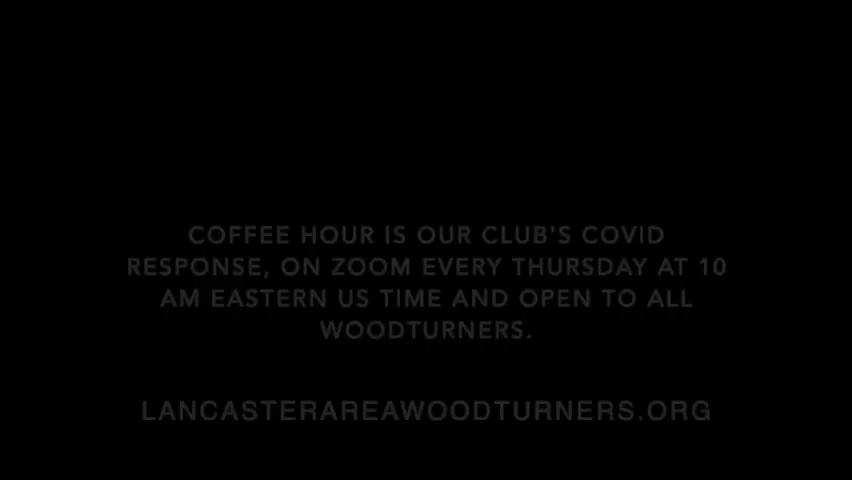 COFFEE HOUR IS OUR CLUB'S COVID
RESPONSE, ON ZOOM EVERY THURSDAY AT 10
AM EASTERN US TIME AND OPEN TO ALL
WOODTURNERS.
LANCASTERAREAWOODTURNERS.ORG